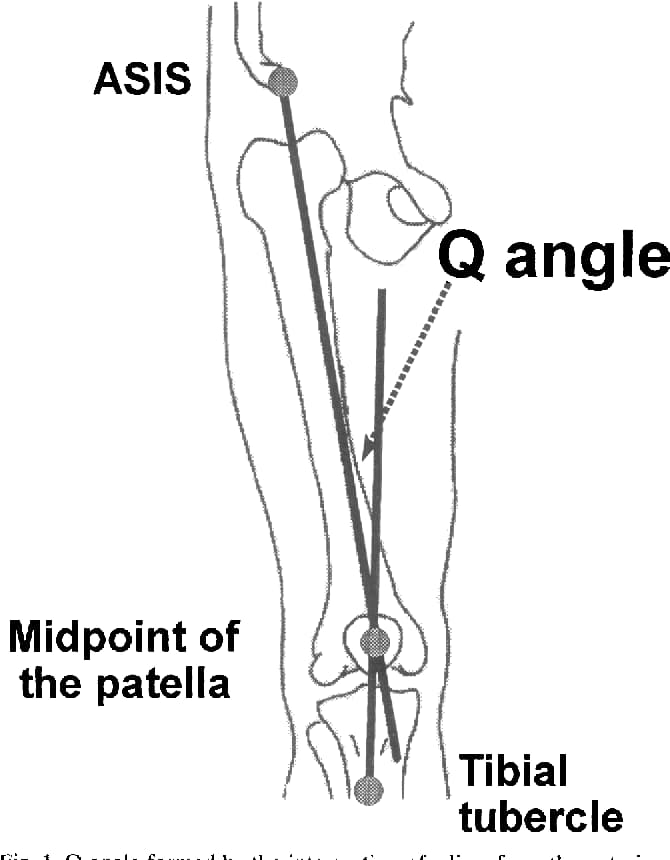 ASIS
Q angle
Midpoint of
the patella
Tibial
tubercle